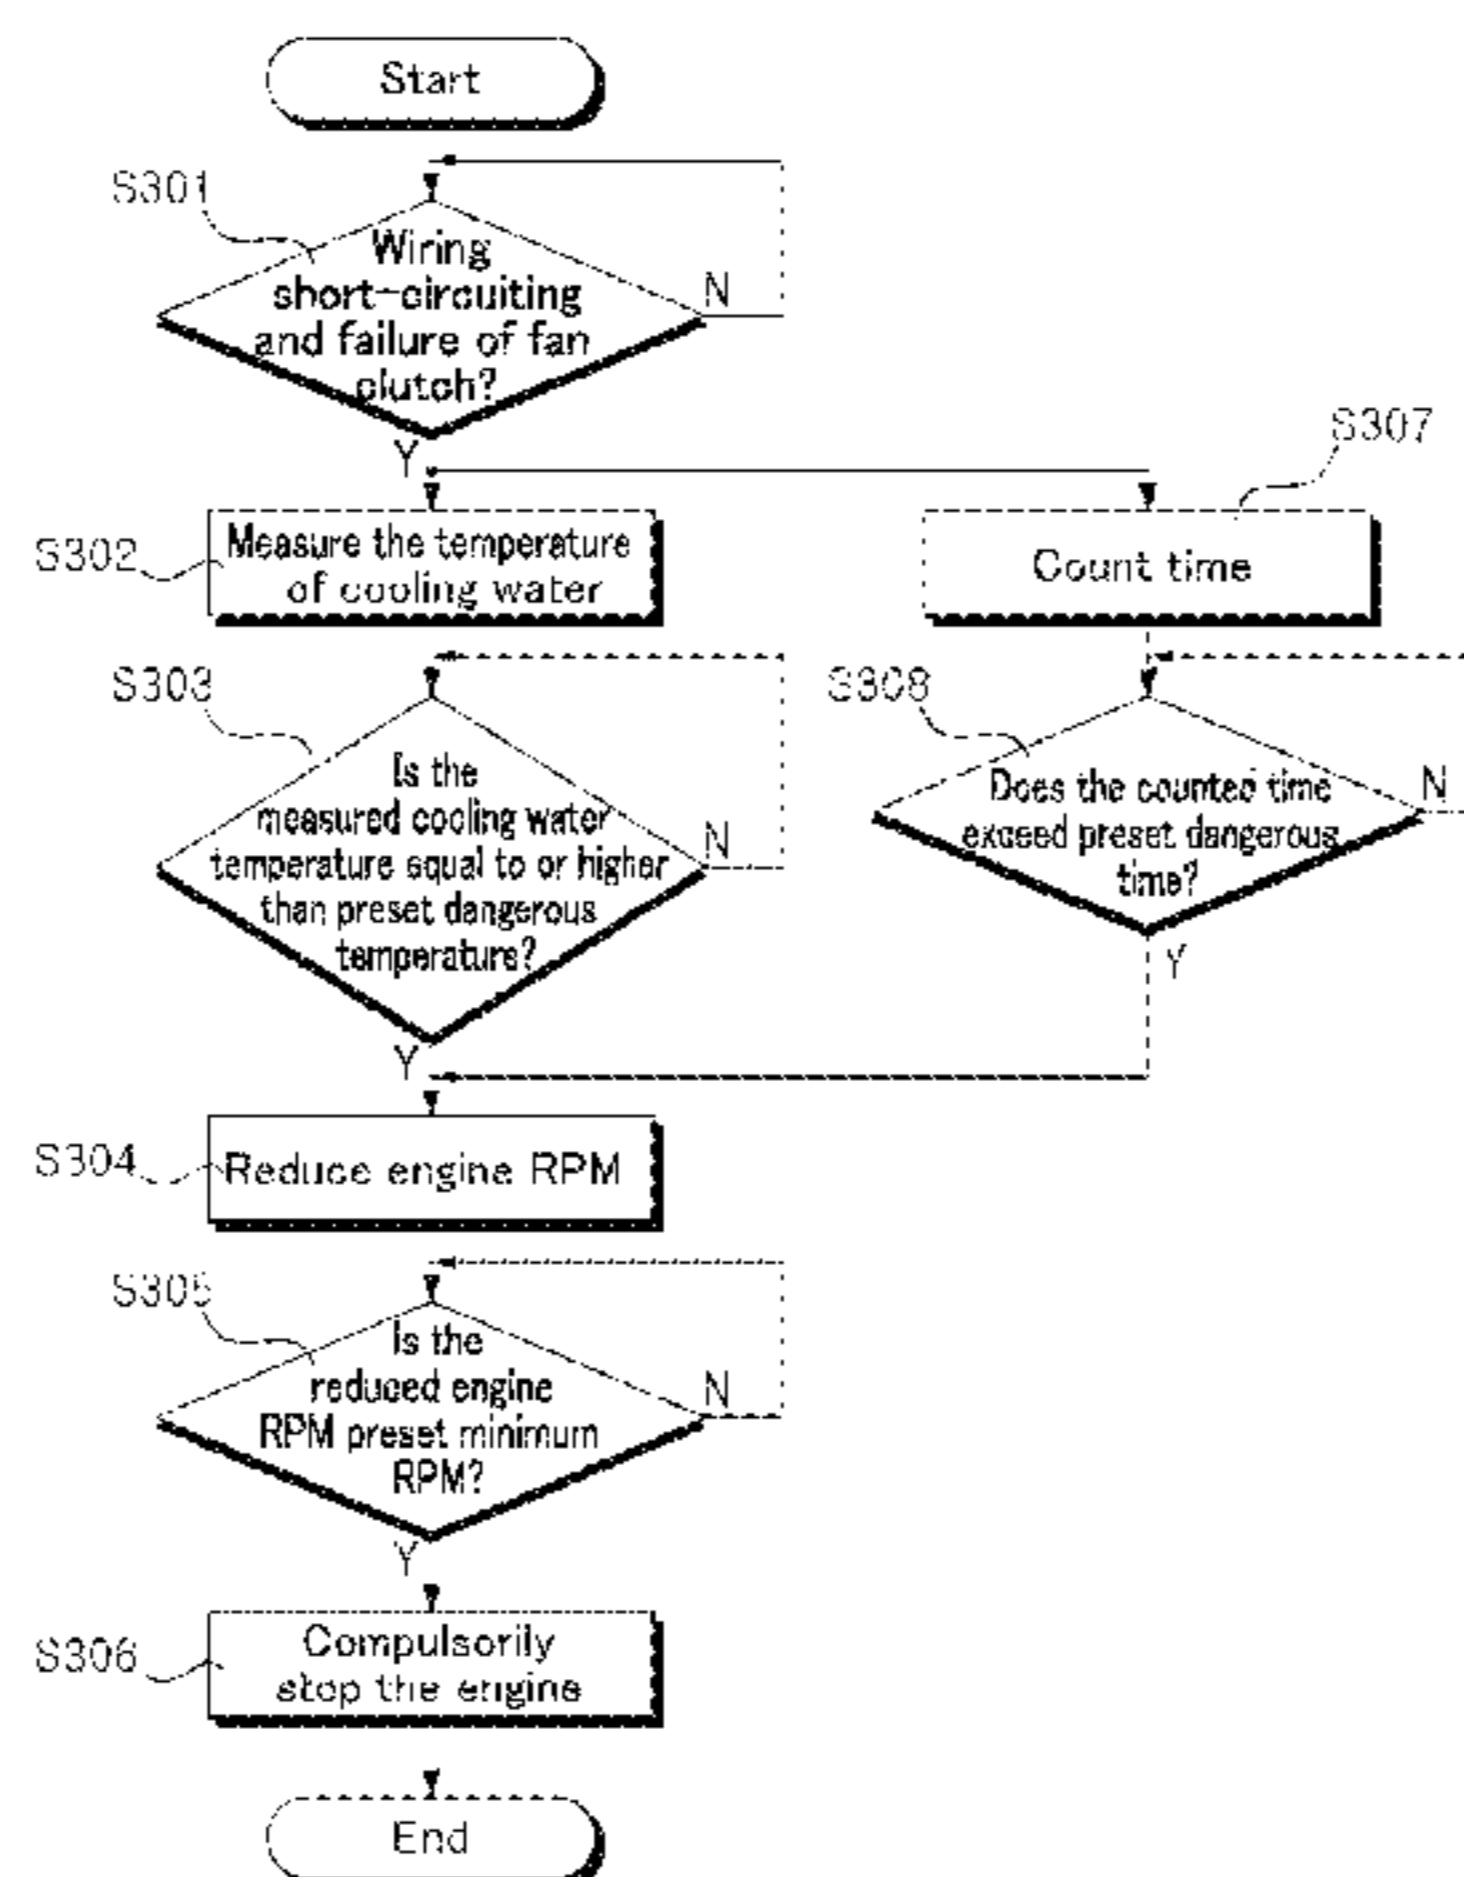 Start
S301
Wiring
short-circuiting
and failure of fan
clutch?
N
Y
S307
S302
Measure the temperature
of cooling water
Count time
S303
Is the
measured cooling water
temperature equal to or higher
than preset dangerous
temperature?
N
Y
S308
Does the counted time
exceed preset dangerous
time?
N
Y
S304
Reduce engine RPM
S305
Is the
reduced engine
RPM preset minimum
RPM?
N
Y
S306
Compulsorily
stop the engine
End